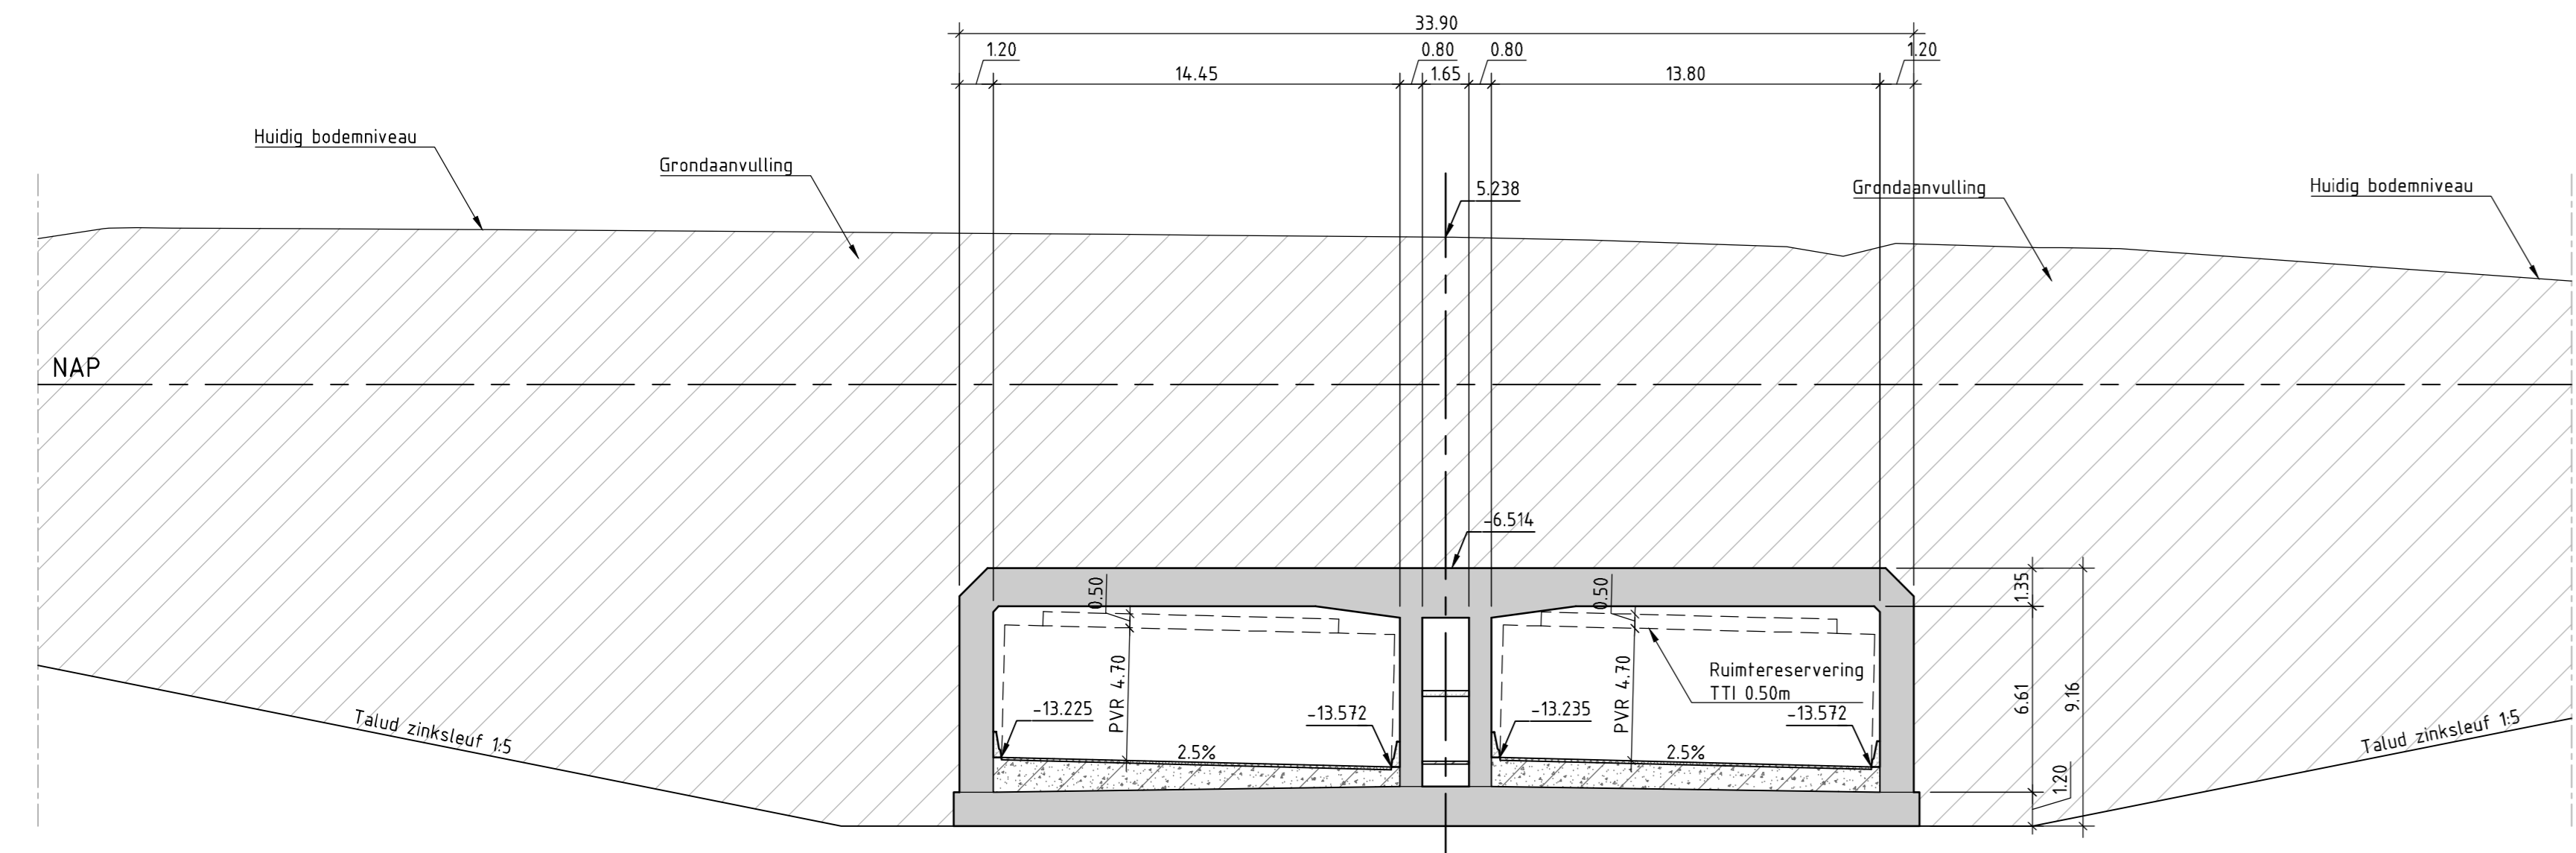 33.90
1.20
0.80
0.80
1.20
14.45
1.65
13.80
Huidig bodemniveau
Grondaanvulling
5.238
Grondaanvulling
Huidig bodemniveau
NAP
-6.514
0.50
0.50
1.35
PVR 4.70
PVR 4.70
Ruimtereservering
TTI 0.50m
6.61
9.16
-13.225
-13.572
-13.235
-13.572
Talud zinksleuf 1:5
2.5%
2.5%
Talud zinksleuf 1:5
1.20